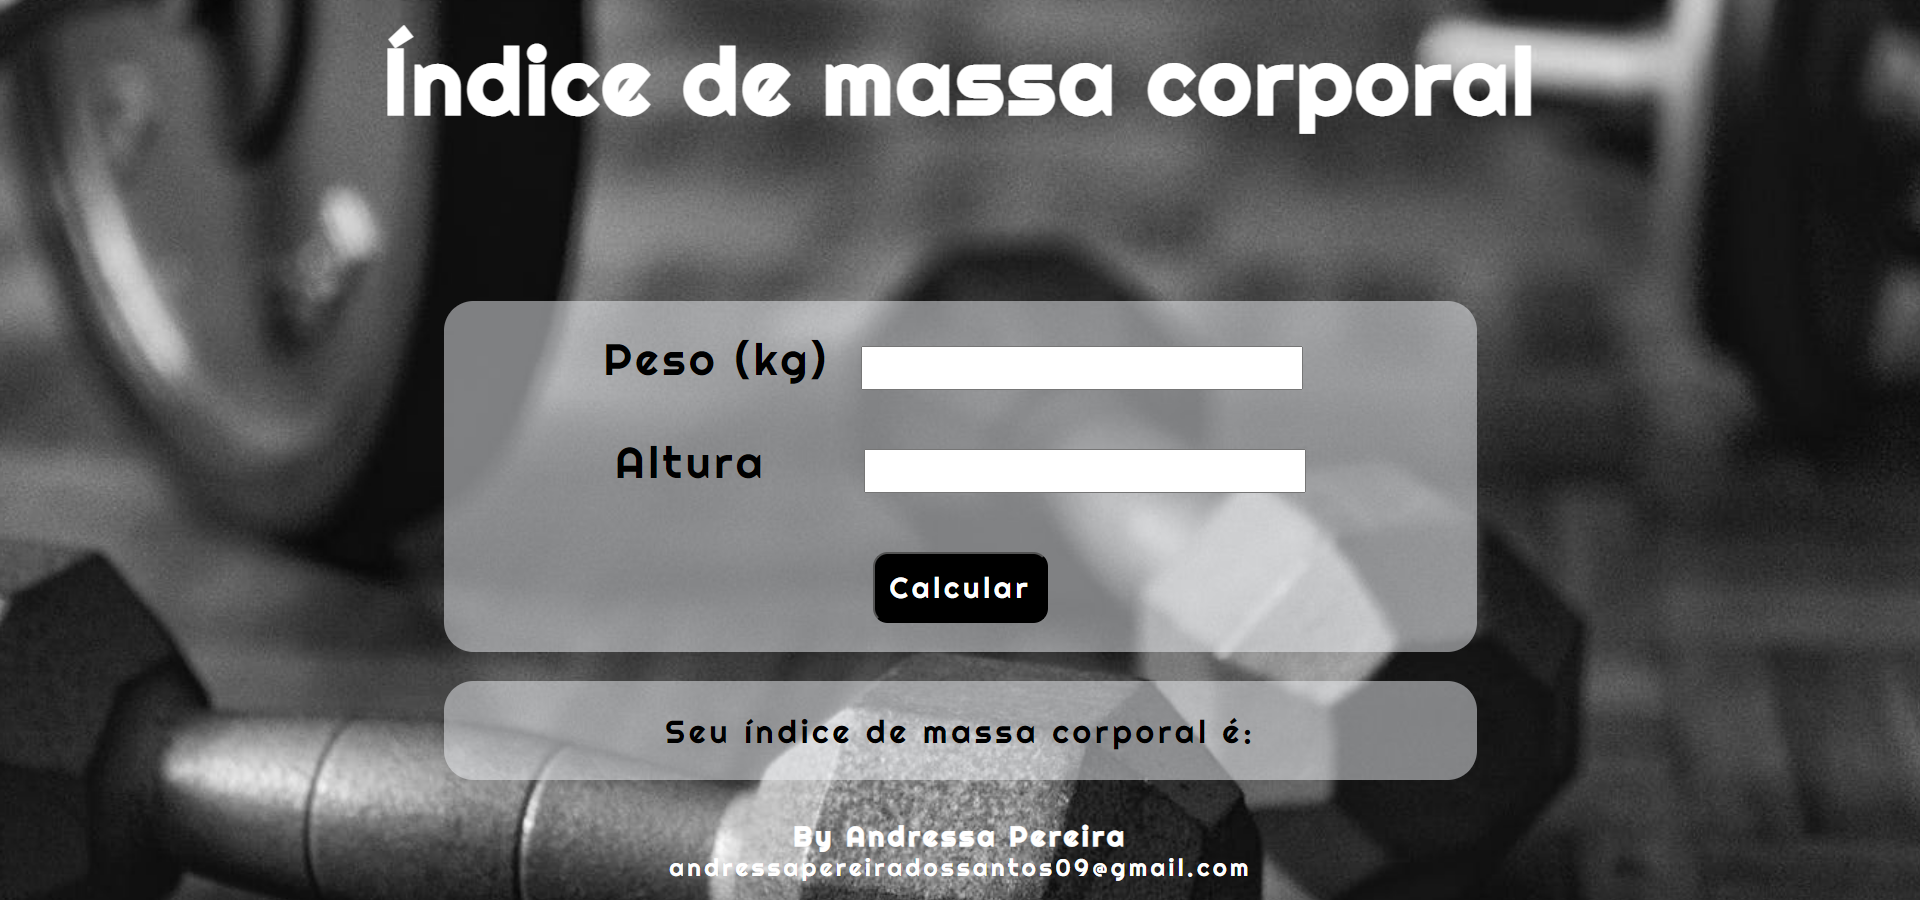 Índice de massa corporal
Peso (kg)
Altura
Calcular
Seu índice de massa corporal é:
By Andressa Pereira
andressapereiradossantos09@gmail.com